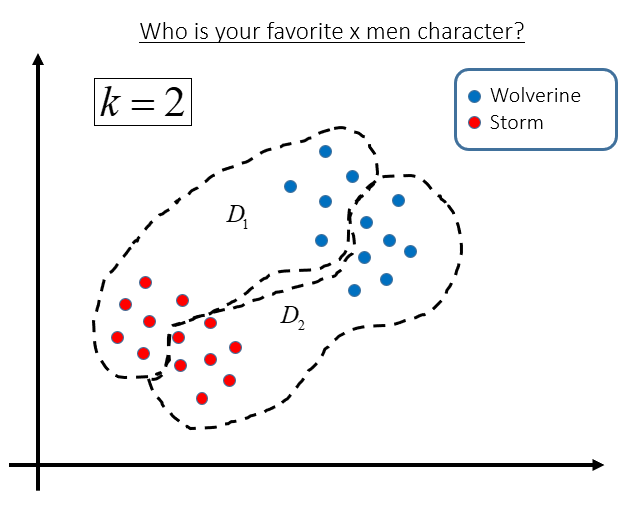 Who is your favorite x men character?
k = 2
Wolverine
Storm
D₁
D₂